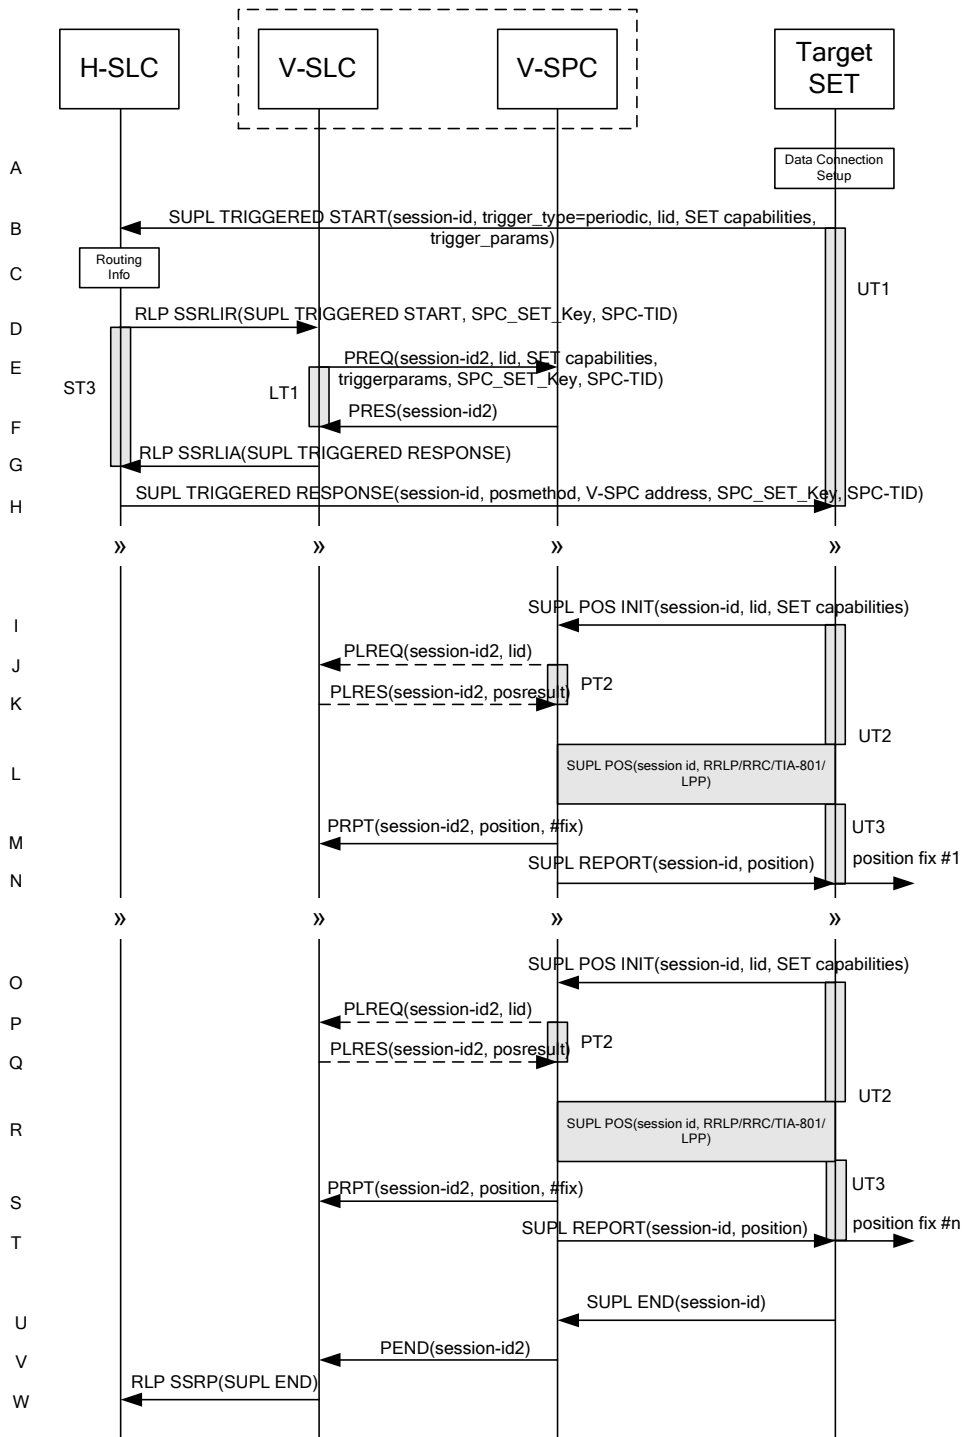 H-SLC
V-SLC
V-SPC
Target
SET
A
Data Connection
Setup
B
SUPL TRIGGERED START(session-id, trigger_type=periodic, lid, SET capabilities,
trigger_params)
C
Routing
Info
UT1
D
RLP SSRLIR(SUPL TRIGGERED START, SPC_SET_Key, SPC-TID)
E
PREQ(session-id2, lid, SET capabilities,
triggerparams, SPC_SET_Key, SPC-TID)
ST3
LT1
F
PRES(session-id2)
G
RLP SSRLIA(SUPL TRIGGERED RESPONSE)
H
SUPL TRIGGERED RESPONSE(session-id, posmethod, V-SPC address, SPC_SET_Key, SPC-TID)
» » » »
I
SUPL POS INIT(session-id, lid, SET capabilities)
J
PLREQ(session-id2, lid)
PT2
K
PLRES(session-id2, posresult)
UT2
L
SUPL POS(session id, RRLP/RRC/TIA-801/
LPP)
M
PRPT(session-id2, position, #fix)
UT3
N
SUPL REPORT(session-id, position)
position fix #1
» » » »
O
SUPL POS INIT(session-id, lid, SET capabilities)
P
PLREQ(session-id2, lid)
PT2
Q
PLRES(session-id2, posresult)
UT2
R
SUPL POS(session id, RRLP/RRC/TIA-801/
LPP)
S
PRPT(session-id2, position, #fix)
UT3
T
SUPL REPORT(session-id, position)
position fix #n
U
SUPL END(session-id)
V
PEND(session-id2)
W
RLP SSRP(SUPL END)